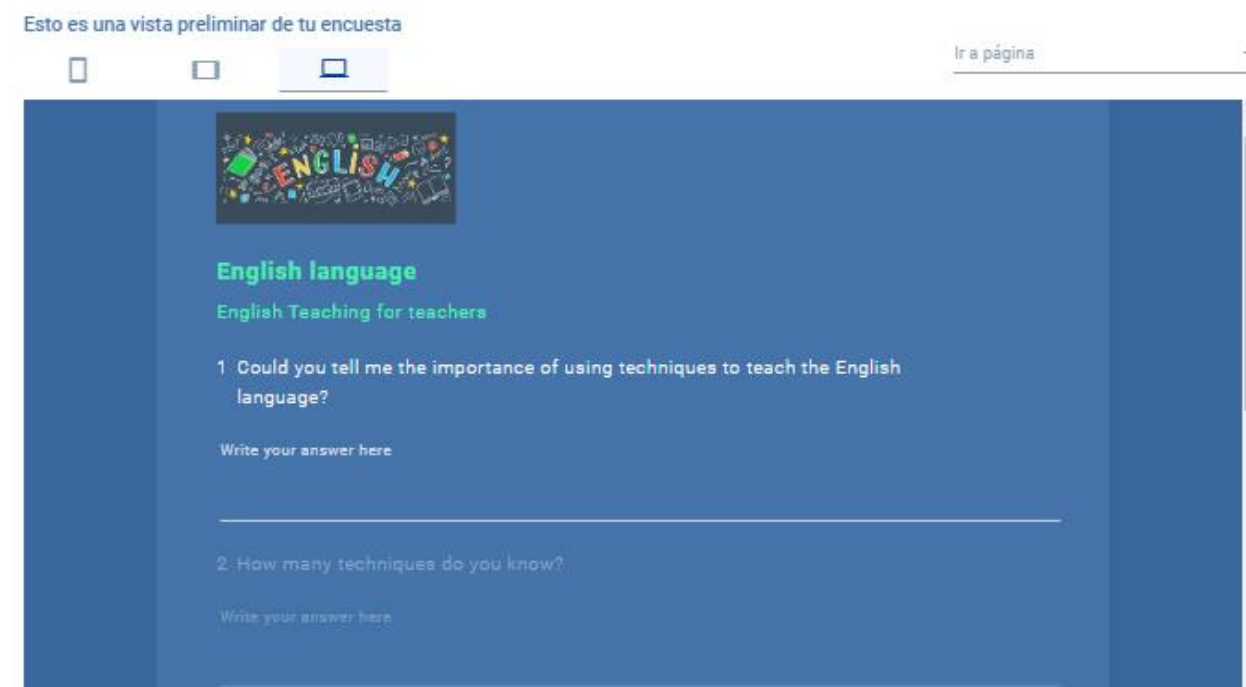 Esto es una vista preliminar de tu encuesta
Ir a página
ENGLISH
English language
English Teaching for teachers
1 Could you tell me the importance of using techniques to teach the English
language?
Write your answer here
2 How many techniques do you know?
Write your answer here